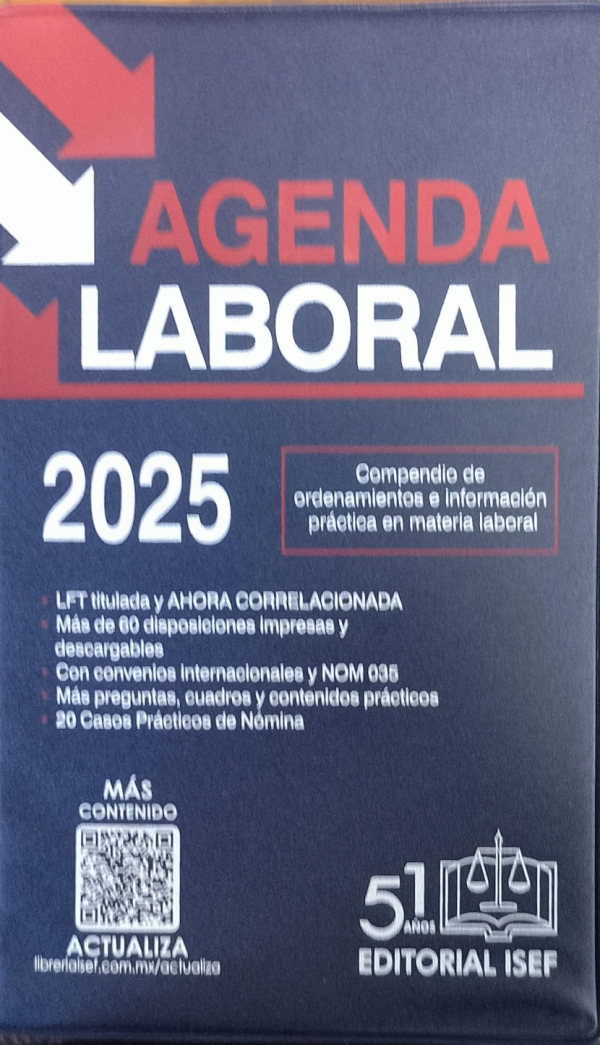 AGENDA
LABORAL
2025
Compendio de
ordenamientos e información
práctica en materia laboral
LFT titulada y AHORA CORRELACIONADA
Más de 60 disposiciones impresas y
descargables
Con convenios internacionales y NOM 035
Más preguntas, cuadros y contenidos prácticos
20 Casos Prácticos de Nómina
MÁS
CONTENIDO
ACTUALIZA
libreriaisef.com.mx/actualiza
51
AÑOS
EDITORIAL ISEF